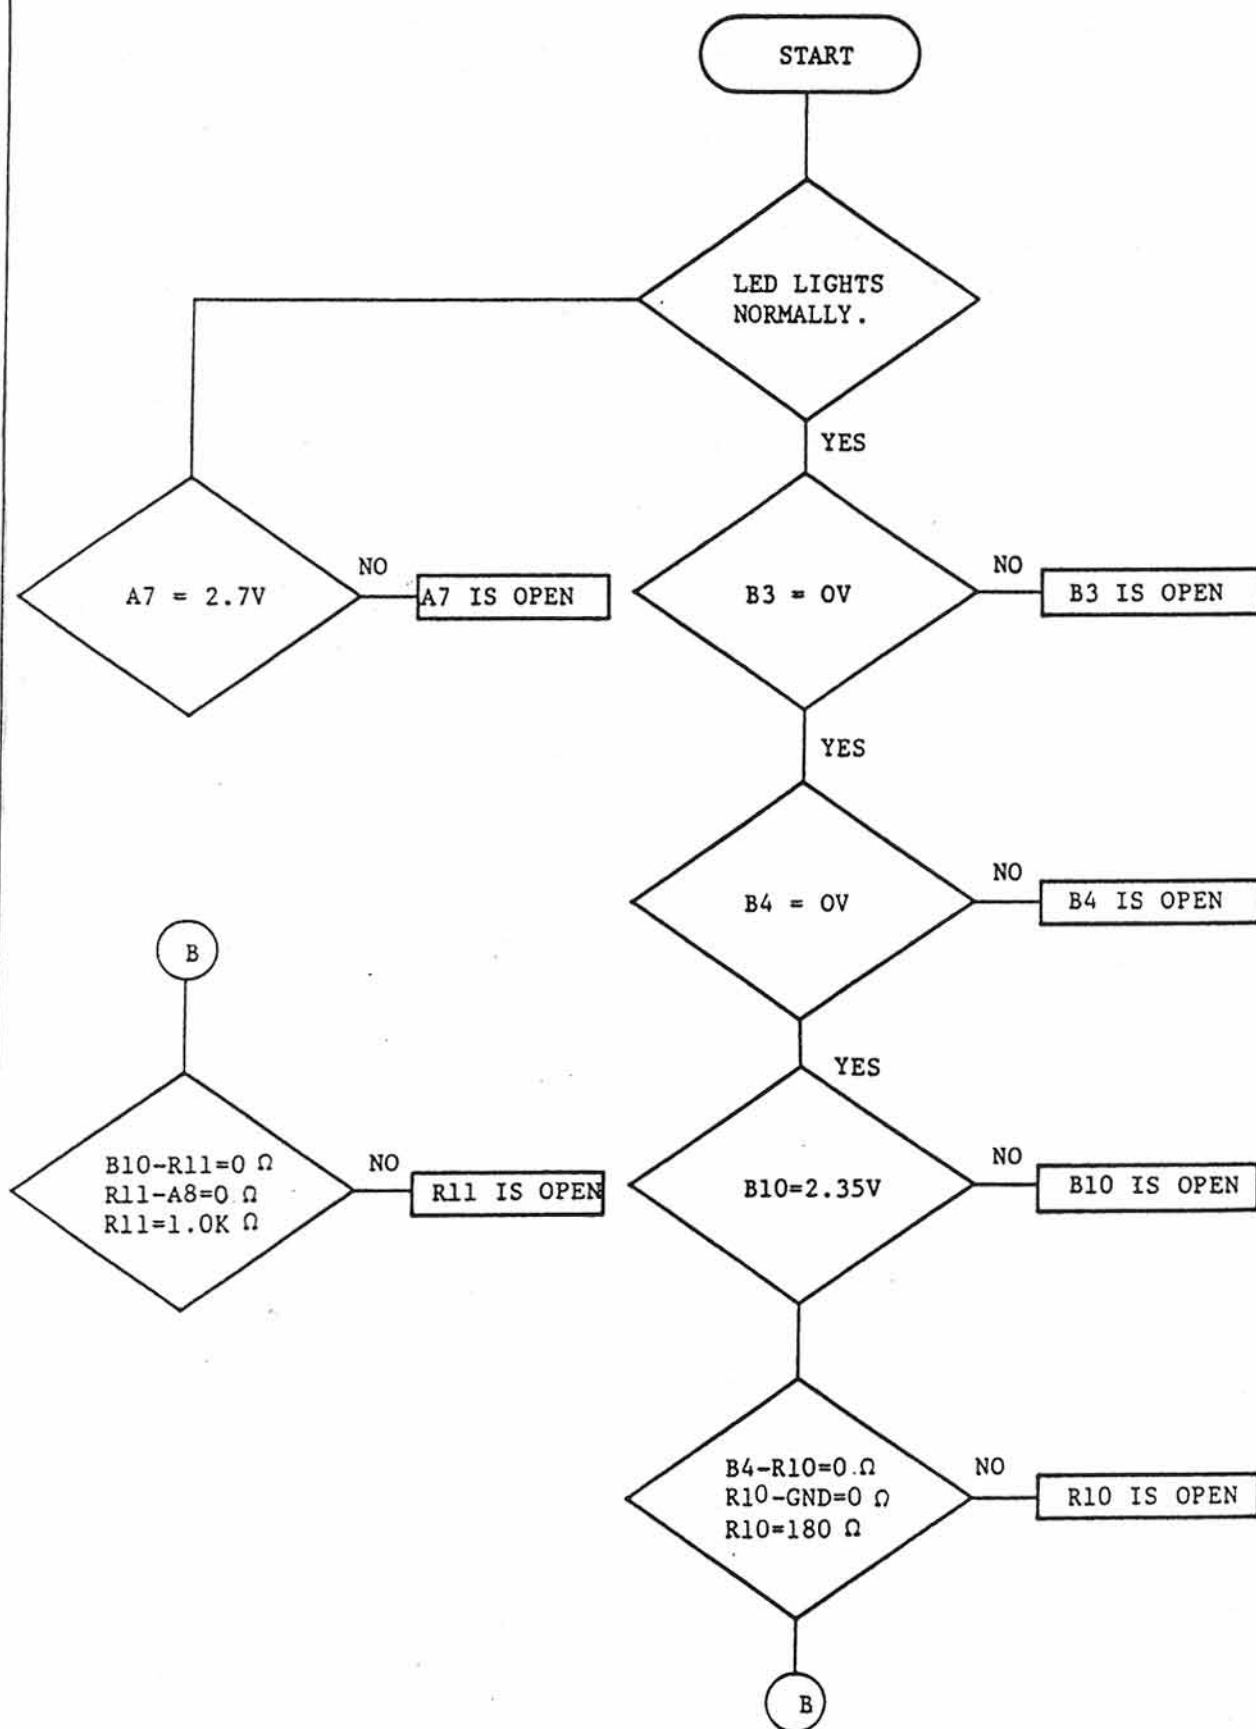 START
LED LIGHTS
NORMALLY.
YES
A7 = 2.7V
NO
A7 IS OPEN
B3 = 0V
NO
B3 IS OPEN
YES
B4 = 0V
NO
B4 IS OPEN
YES
B10=2.35V
NO
B10 IS OPEN
B4-R10=0 Ω
R10-GND=0 Ω
R10=180 Ω
NO
R10 IS OPEN
B
B
B10-R11=0 Ω
R11-A8=0 Ω
R11=1.0K Ω
NO
R11 IS OPEN